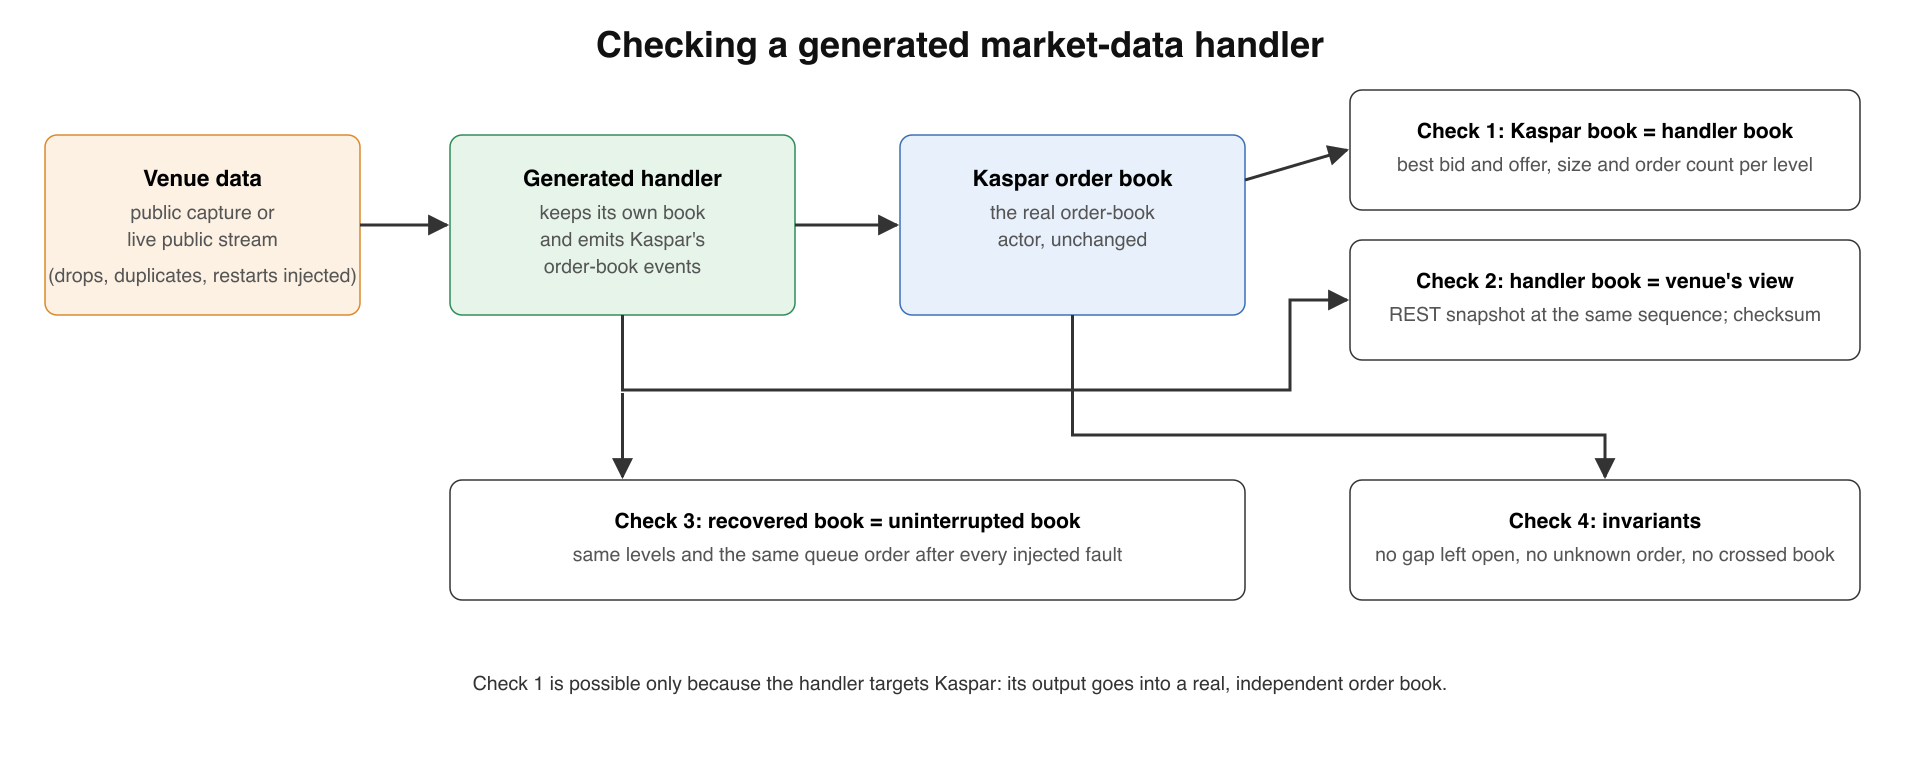 Checking a generated market-data handler
Venue data
public capture or
live public stream
(drops, duplicates, restarts injected)
Generated handler
keeps its own book
and emits Kaspar's
order-book events
Kaspar order book
the real order-book
actor, unchanged
Check 1: Kaspar book = handler book
best bid and offer, size and order count per level
Check 2: handler book = venue's view
REST snapshot at the same sequence; checksum
Check 3: recovered book = uninterrupted book
same levels and the same queue order after every injected fault
Check 4: invariants
no gap left open, no unknown order, no crossed book
Check 1 is possible only because the handler targets Kaspar: its output goes into a real, independent order book.